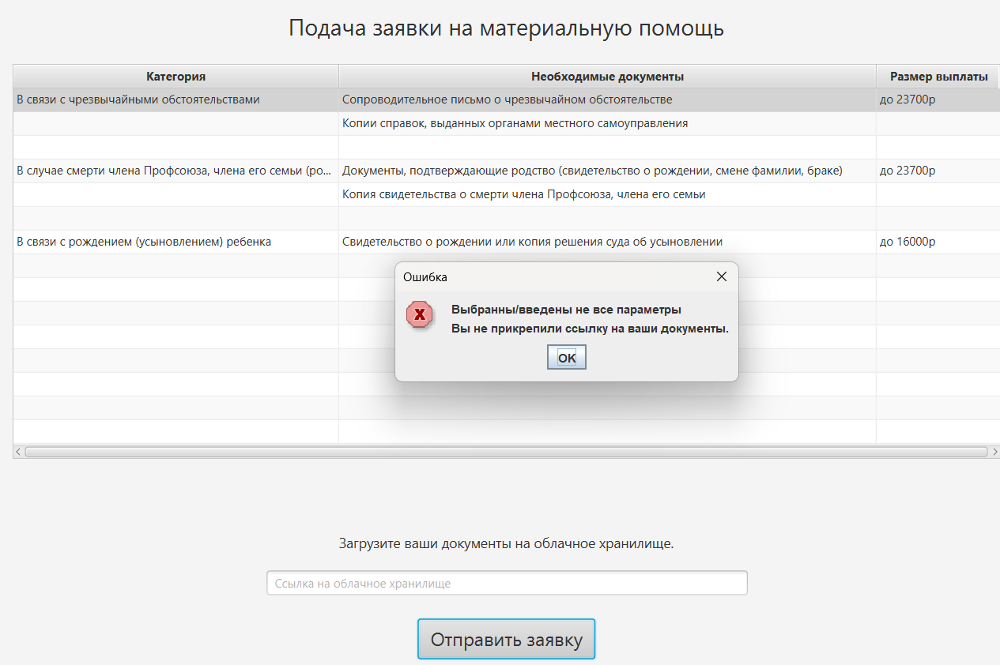 Подача заявки на материальную помощь
Категория Необходимые документы Размер выплаты
В связи с чрезвычайными обстоятельствами Сопроводительное письмо о чрезвычайном обстоятельстве до 23700р
Копии справок, выданных органами местного самоуправления
В случае смерти члена Профсоюза, члена его семьи (ро... Документы, подтверждающие родство (свидетельство о рождении, смене фамилии, браке) до 23700р
Копия свидетельства о смерти члена Профсоюза, члена его семьи
В связи с рождением (усыновлением) ребенка Свидетельство о рождении или копия решения суда об усыновлении до 16000р
Ошибка
Выбранны/введены не все параметры
Вы не прикрепили ссылку на ваши документы.
OK
Загрузите ваши документы на облачное хранилище.
Ссылка на облачное хранилище
Отправить заявку